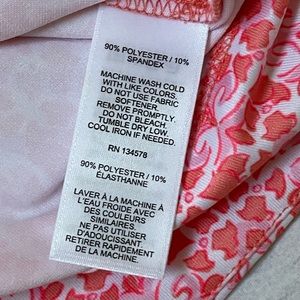 90% POLYESTER / 10%
SPANDEX
MACHINE WASH COLD
WITH LIKE COLORS.
DO NOT USE FABRIC
SOFTENER.
REMOVE PROMPTLY.
DO NOT BLEACH.
TUMBLE DRY LOW.
COOL IRON IF NEEDED.
RN 134578
90% POLYESTER / 10%
ÉLASTHANNE
LAVER À LA MACHINE À
L'EAU FROIDE AVEC
DES COULEURS
SIMILAIRES.
NE PAS UTILISER
D'ADOUCISSANT.
RETIRER RAPIDEMENT
DE LA MACHINE.